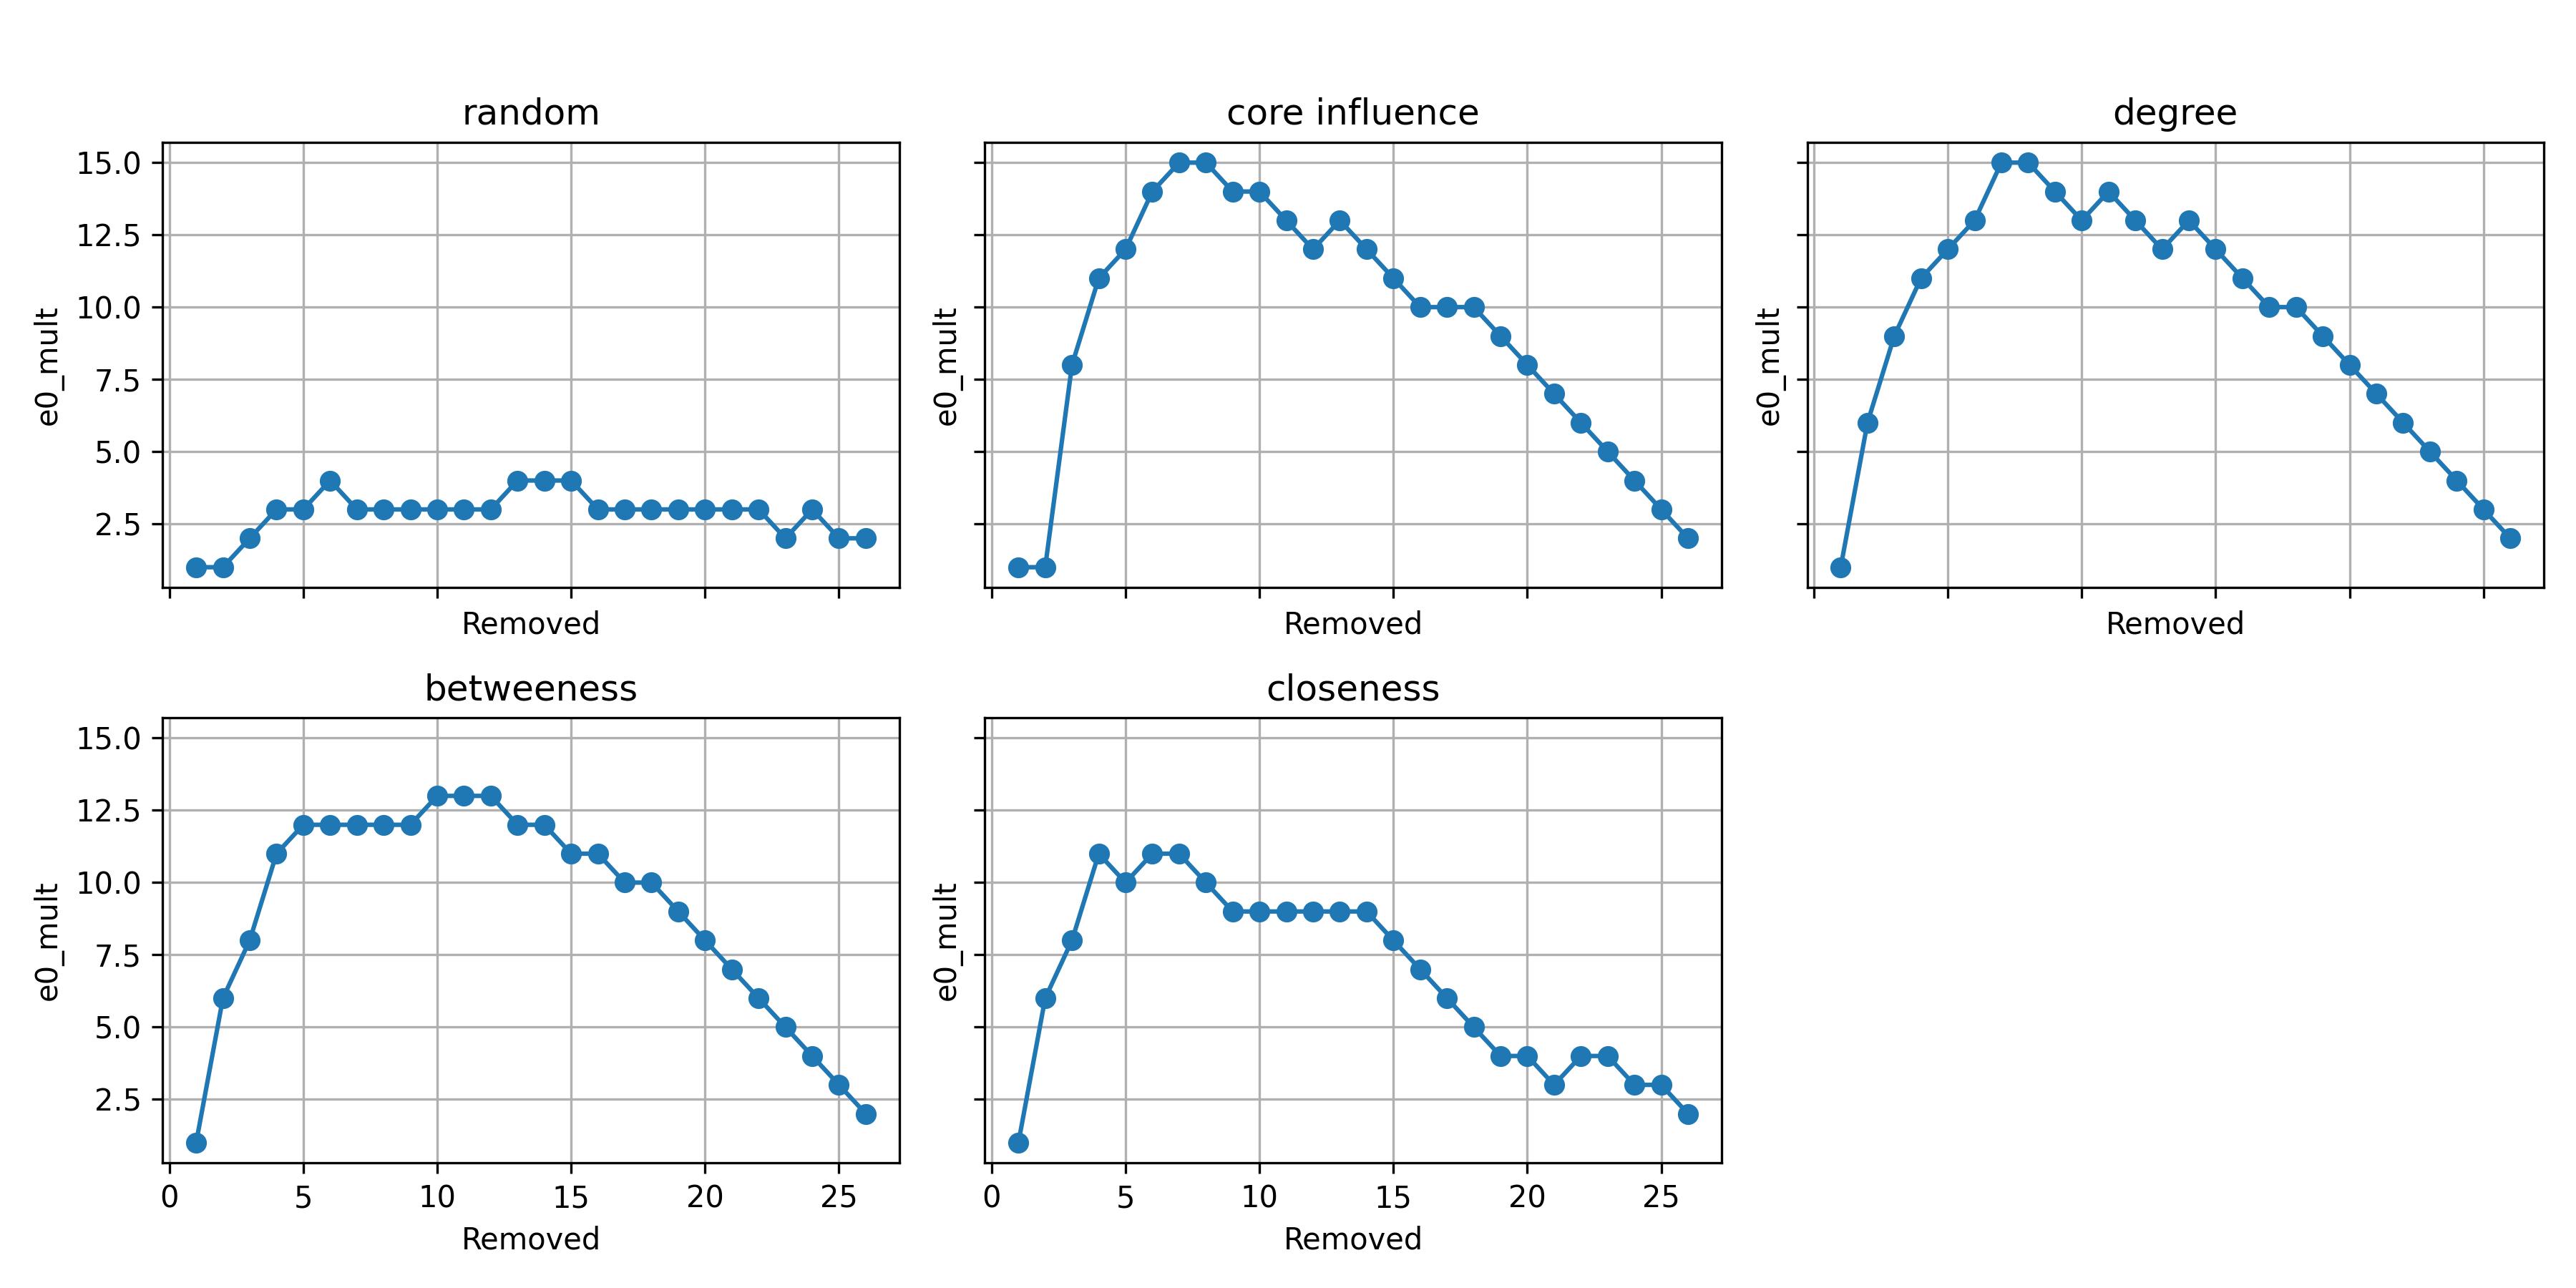 random
core influence
degree
15.0
12.5
10.0
7.5
5.0
2.5
e0_mult
e0_mult
e0_mult
Removed
Removed
Removed
betweeness
closeness
15.0
12.5
10.0
7.5
5.0
2.5
e0_mult
e0_mult
0 5 10 15 20 25
0 5 10 15 20 25
Removed
Removed